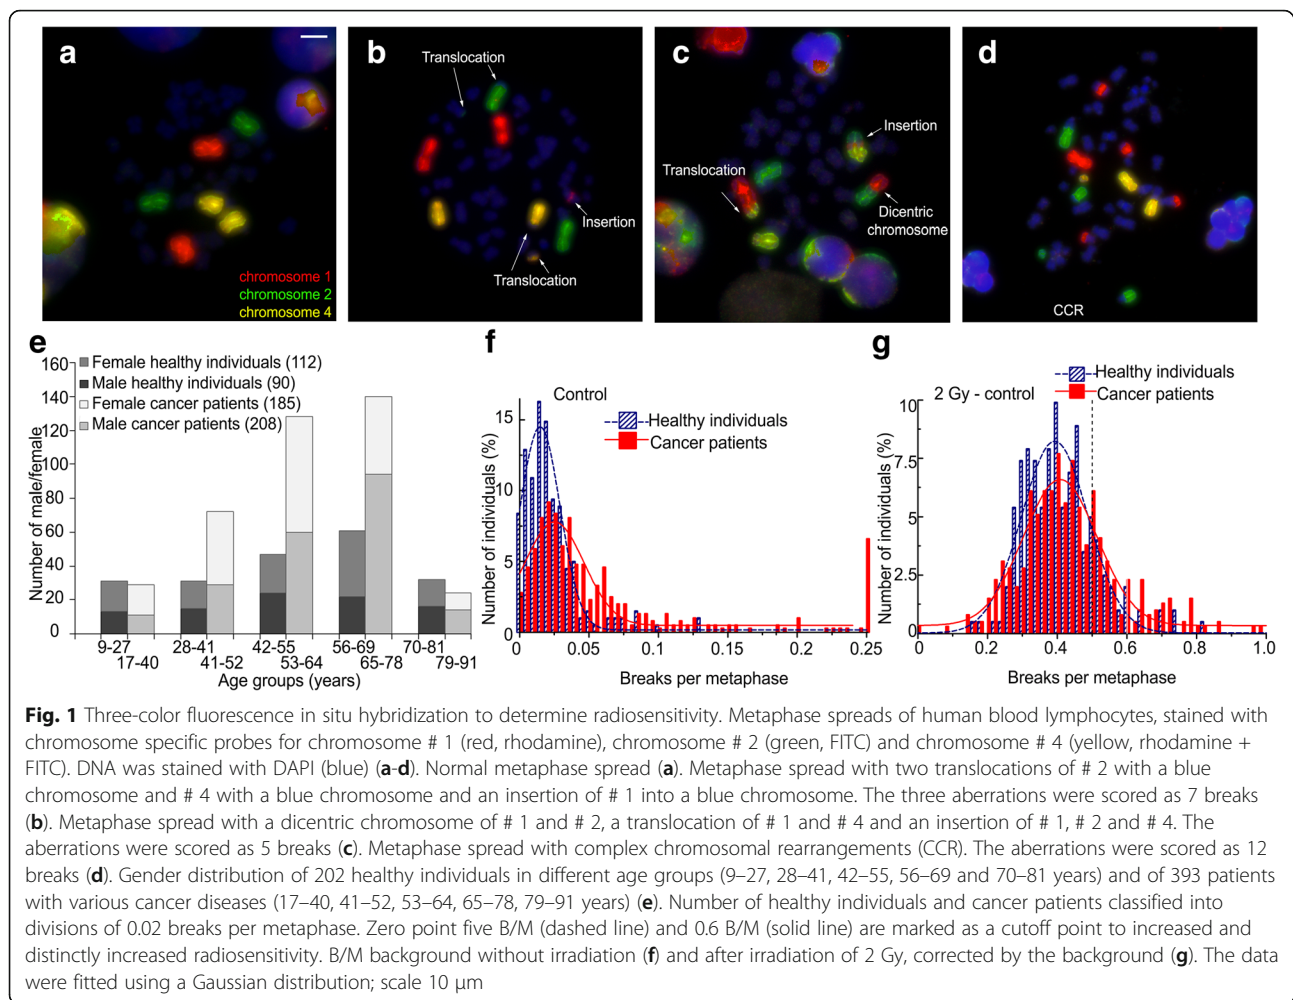 a
b
c
d
Translocation
Insertion
Translocation
chromosome 1
chromosome 2
chromosome 4
Insertion
Translocation
Dicentric
chromosome
CCR
e
160
140
120
100
80
60
40
20
0
Number of male/female
Female healthy individuals (112)
Male healthy individuals (90)
Female cancer patients (185)
Male cancer patients (208)
9-27 28-41 42-55 56-69 70-81
17-40 41-52 53-64 65-78 79-91
Age groups (years)
f
Control
Healthy individuals
Cancer patients
Number of individuals (%)
15
10
5
0
0 0.05 0.1 0.15 0.2 0.25
Breaks per metaphase
g
2 Gy - control
Healthy individuals
Cancer patients
Number of individuals (%)
10
7.5
5
2.5
0
0 0.2 0.4 0.6 0.8 1.0
Breaks per metaphase
Fig. 1 Three-color fluorescence in situ hybridization to determine radiosensitivity. Metaphase spreads of human blood lymphocytes, stained with
chromosome specific probes for chromosome # 1 (red, rhodamine), chromosome # 2 (green, FITC) and chromosome # 4 (yellow, rhodamine +
FITC). DNA was stained with DAPI (blue) (a-d). Normal metaphase spread (a). Metaphase spread with two translocations of # 2 with a blue
chromosome and # 4 with a blue chromosome and an insertion of # 1 into a blue chromosome. The three aberrations were scored as 7 breaks
(b). Metaphase spread with a dicentric chromosome of # 1 and # 2, a translocation of # 1 and # 4 and an insertion of # 1, # 2 and # 4. The
aberrations were scored as 5 breaks (c). Metaphase spread with complex chromosomal rearrangements (CCR). The aberrations were scored as 12
breaks (d). Gender distribution of 202 healthy individuals in different age groups (9–27, 28–41, 42–55, 56–69 and 70–81 years) and of 393 patients
with various cancer diseases (17–40, 41–52, 53–64, 65–78, 79–91 years) (e). Number of healthy individuals and cancer patients classified into
divisions of 0.02 breaks per metaphase. Zero point five B/M (dashed line) and 0.6 B/M (solid line) are marked as a cutoff point to increased and
distinctly increased radiosensitivity. B/M background without irradiation (f) and after irradiation of 2 Gy, corrected by the background (g). The data
were fitted using a Gaussian distribution; scale 10 μm